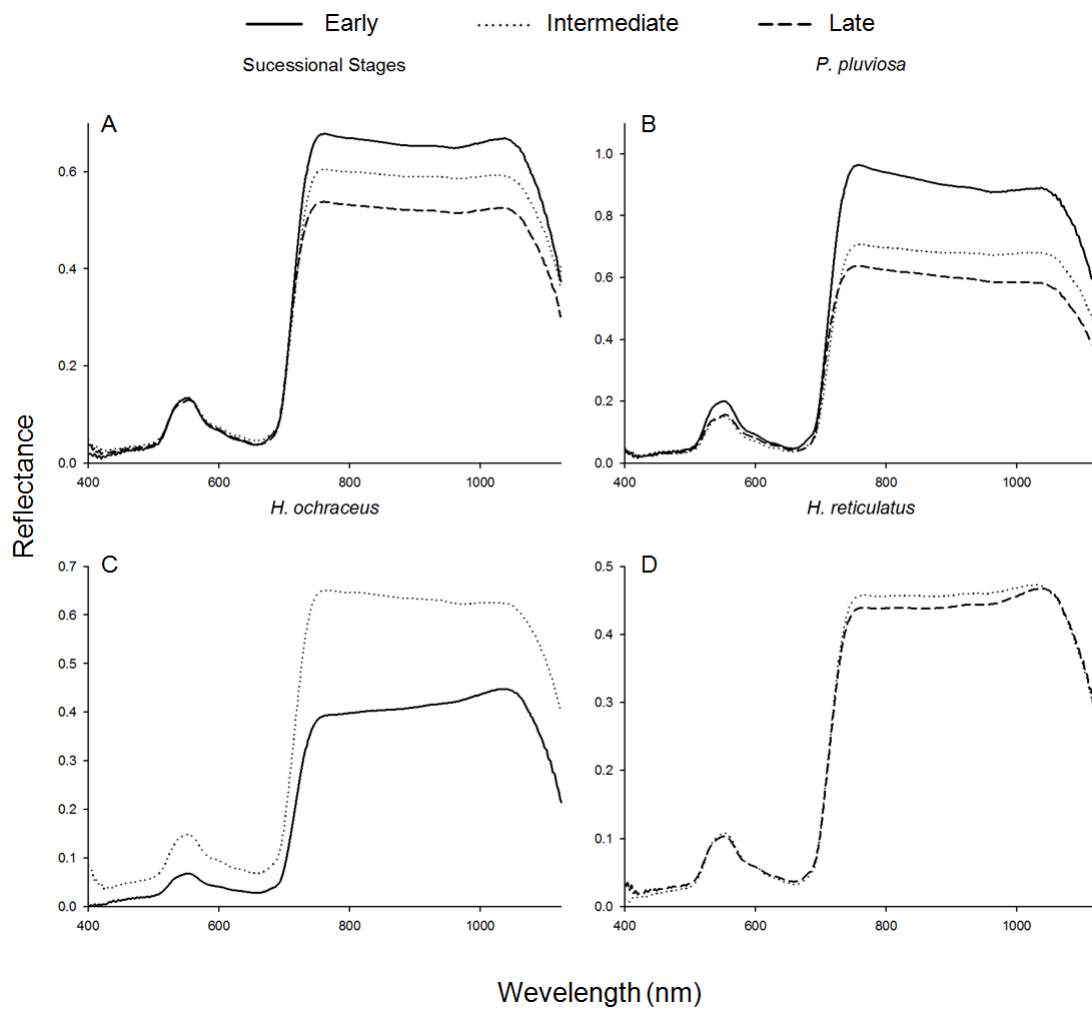 Early Intermediate Late
Sucessional Stages
P. pluviosa
A
B
0.6
0.4
0.2
0.0
1.0
0.8
0.6
0.4
0.2
0.0
400 600 800 1000
400 600 800 1000
Reflectance
H. ochraceus
H. reticulatus
C
D
0.7
0.6
0.5
0.4
0.3
0.2
0.1
0.0
0.5
0.4
0.3
0.2
0.1
0.0
400 600 800 1000
400 600 800 1000
Wevelength (nm)